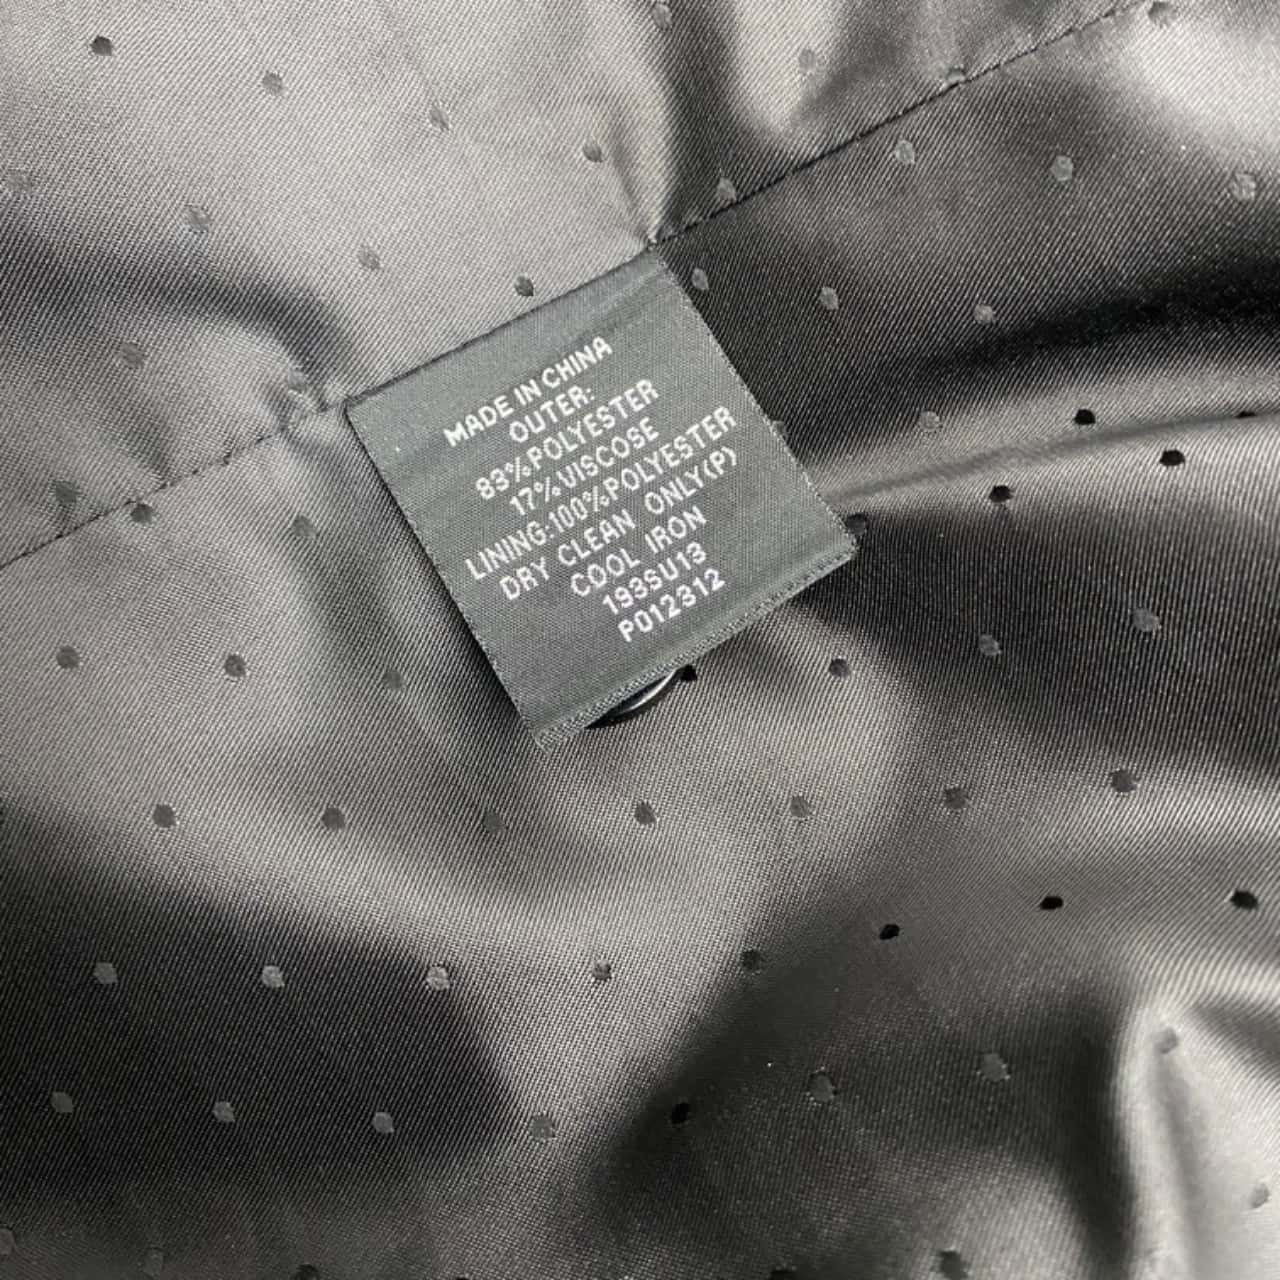 MADE IN CHINA
OUTER:
83%POLYESTER
17%VISCOSE
LINING:100%POLYESTER
DRY CLEAN ONLY(P)
COOL IRON
193SU13
P012312